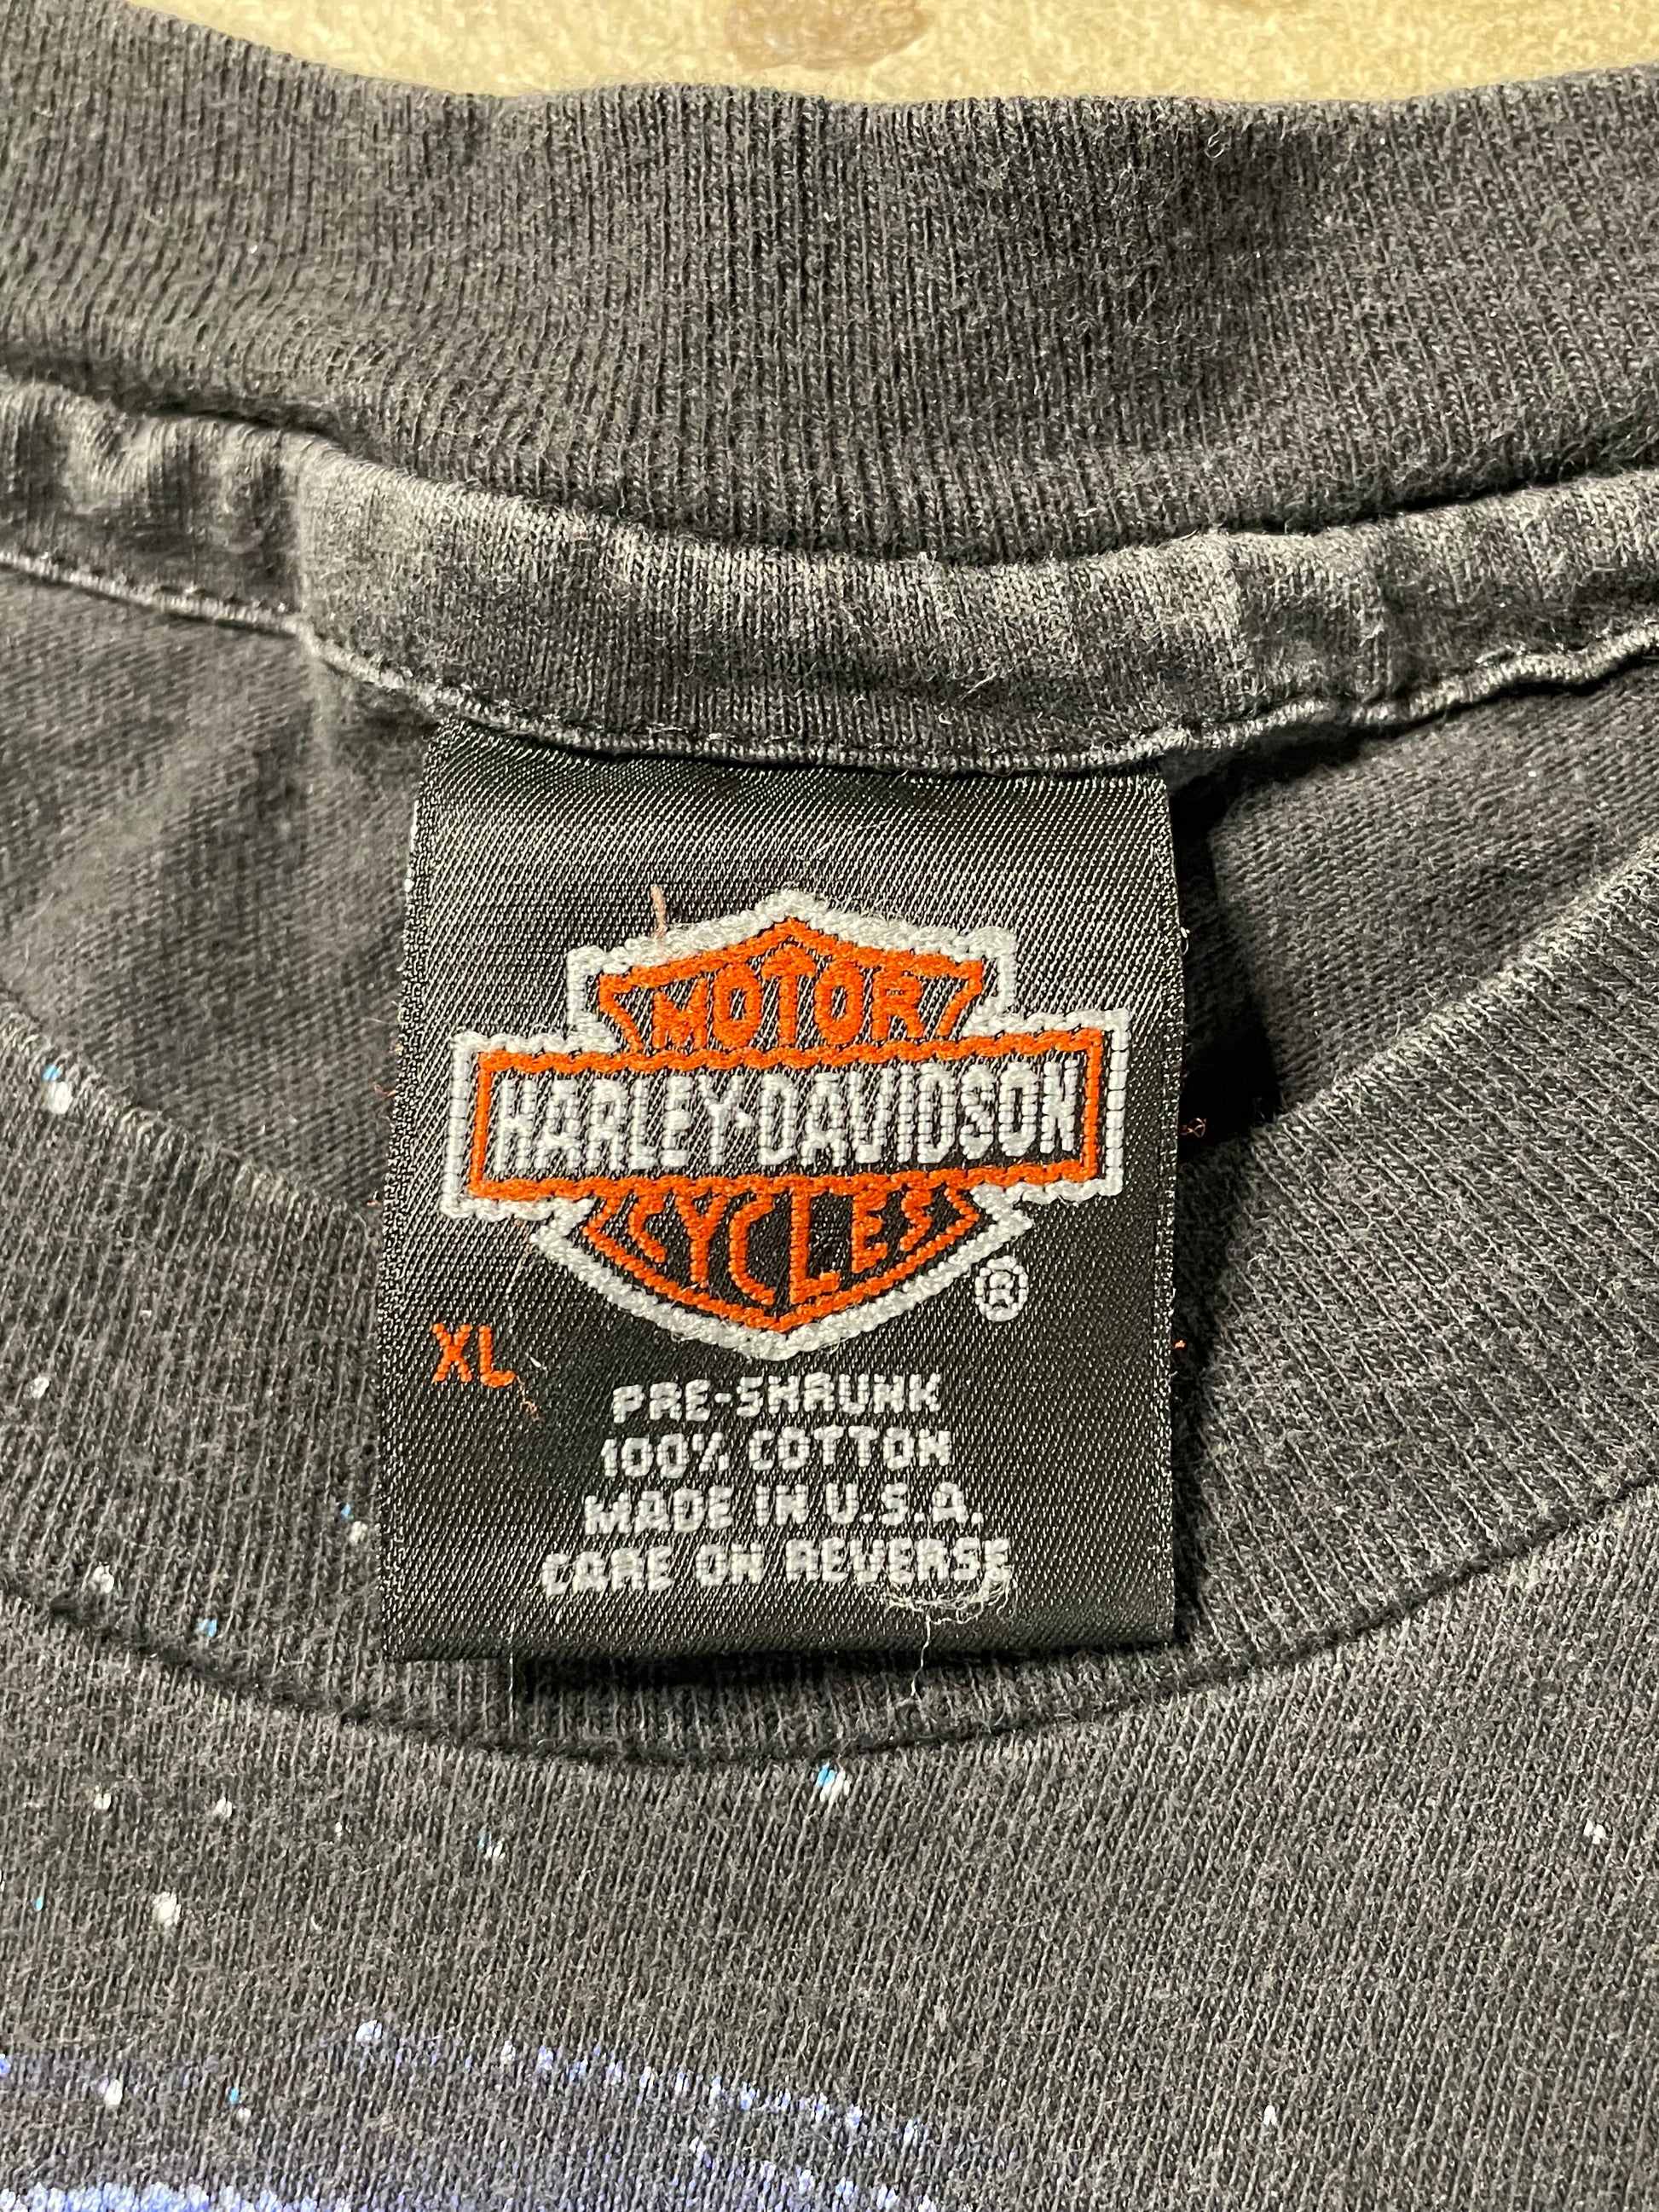 MOTOR
HARLEY-DAVIDSON
CYCLES
®
XL
PRE-SHRUNK
100% COTTON
MADE IN U.S.A.
CARE ON REVERSE